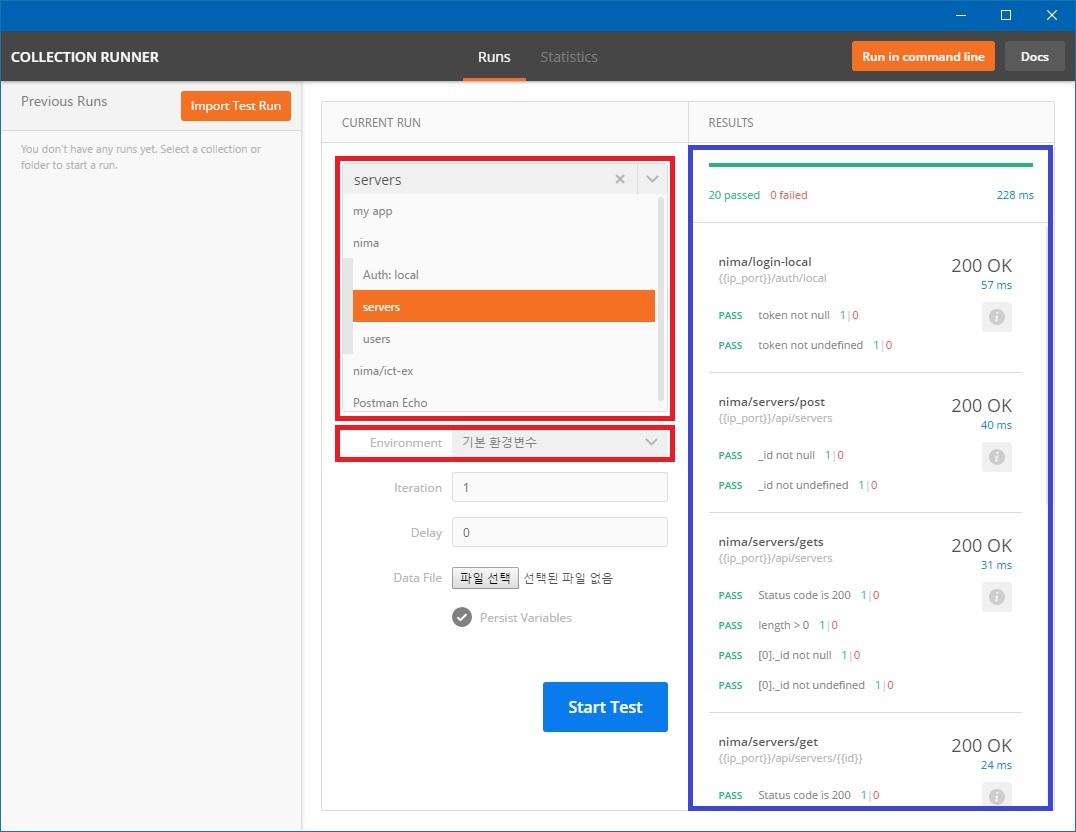 COLLECTION RUNNER
Runs
Statistics
Run in command line
Docs
Previous Runs
Import Test Run
You don't have any runs yet. Select a collection or
folder to start a run.
CURRENT RUN
servers
my app
nima
Auth: local
servers
users
nima/ict-ex
Postman Echo
Environment 기본 환경변수
Iteration 1
Delay 0
Data File 파일 선택 선택된 파일 없음
Persist Variables
Start Test
RESULTS
20 passed 0 failed 228 ms
nima/login-local 200 OK
{{ip_port}}/auth/local 57 ms
PASS token not null 1|0
PASS token not undefined 1|0
nima/servers/post 200 OK
{{ip_port}}/api/servers 40 ms
PASS _id not null 1|0
PASS _id not undefined 1|0
nima/servers/gets 200 OK
{{ip_port}}/api/servers 31 ms
PASS Status code is 200 1|0
PASS length > 0 1|0
PASS [0]._id not null 1|0
PASS [0]._id not undefined 1|0
nima/servers/get 200 OK
{{ip_port}}/api/servers/{{id}} 24 ms
PASS Status code is 200 1|0